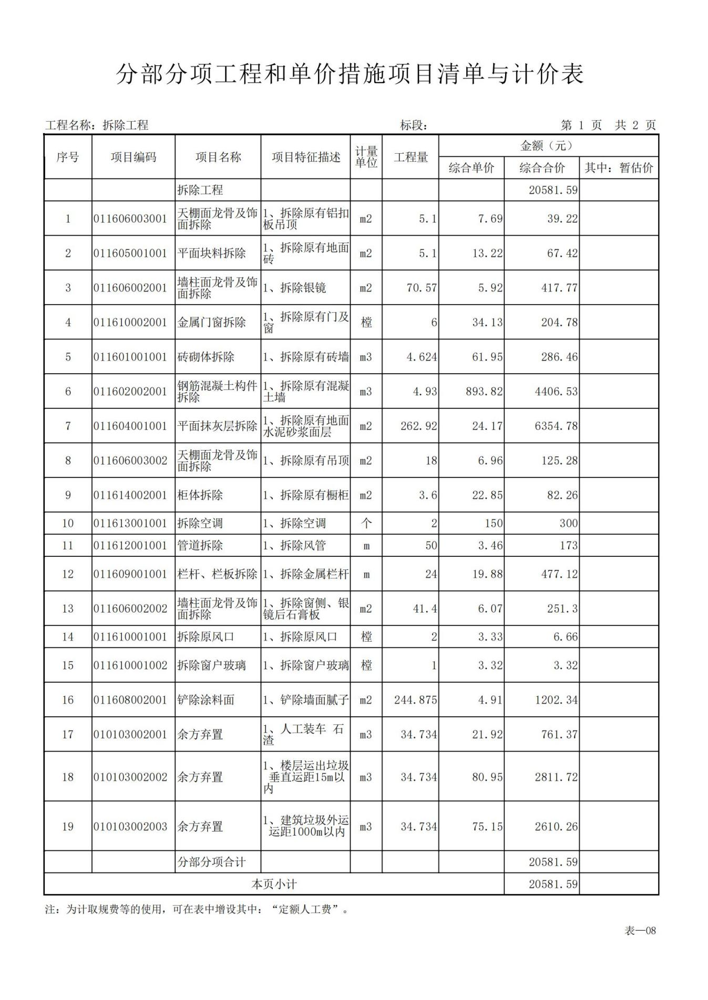 分部分项工程和单价措施项目清单与计价表
工程名称：拆除工程 标段： 第 1 页 共 2 页
序号 项目编码 项目名称 项目特征描述 计量单位 工程量 金额（元）
综合单价 综合合价 其中：暂估价
拆除工程 20581.59
1 011606003001 天棚面龙骨及饰面拆除 1、拆除原有铝扣板吊顶 m2 5.1 7.69 39.22
2 011605001001 平面块料拆除 1、拆除原有地面砖 m2 5.1 13.22 67.42
3 011606002001 墙柱面龙骨及饰面拆除 1、拆除银镜 m2 70.57 5.92 417.77
4 011610002001 金属门窗拆除 1、拆除原有门及窗 樘 6 34.13 204.78
5 011601001001 砖砌体拆除 1、拆除原有砖墙 m3 4.624 61.95 286.46
6 011602002001 钢筋混凝土构件拆除 1、拆除原有混凝土墙 m3 4.93 893.82 4406.53
7 011604001001 平面抹灰层拆除 1、拆除原有地面水泥砂浆面层 m2 262.92 24.17 6354.78
8 011606003002 天棚面龙骨及饰面拆除 1、拆除原有吊顶 m2 18 6.96 125.28
9 011614002001 柜体拆除 1、拆除原有橱柜 m2 3.6 22.85 82.26
10 011613001001 拆除空调 1、拆除空调 个 2 150 300
11 011612001001 管道拆除 1、拆除风管 m 50 3.46 173
12 011609001001 栏杆、栏板拆除 1、拆除金属栏杆 m 24 19.88 477.12
13 011606002002 墙柱面龙骨及饰面拆除 1、拆除窗侧、银镜后石膏板 m2 41.4 6.07 251.3
14 011610001001 拆除原风口 1、拆除原风口 樘 2 3.33 6.66
15 011610001002 拆除窗户玻璃 1、拆除窗户玻璃 樘 1 3.32 3.32
16 011608002001 铲除涂料面 1、铲除墙面腻子 m2 244.875 4.91 1202.34
17 010103002001 余方弃置 1、人工装车 石渣 m3 34.734 21.92 761.37
18 010103002002 余方弃置 1、楼层运出垃圾 垂直运距15m以内 m3 34.734 80.95 2811.72
19 010103002003 余方弃置 1、建筑垃圾外运 运距1000m以内 m3 34.734 75.15 2610.26
分部分项合计 20581.59
本页小计 20581.59
注：为计取规费等的使用，可在表中增设其中：“定额人工费”。
表—08